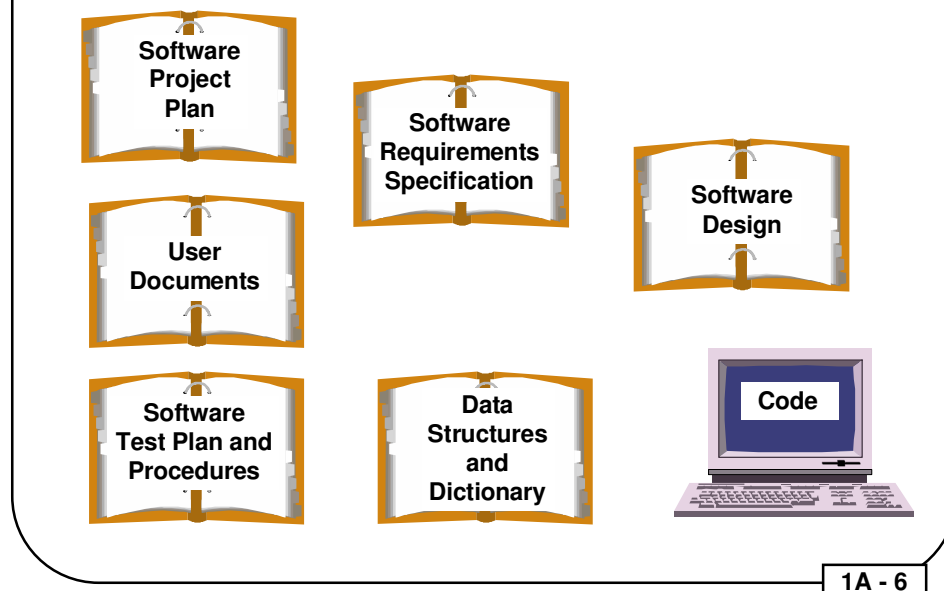 Software
Project
Plan
Software
Requirements
Specification
Software
Design
User
Documents
Software
Test Plan and
Procedures
Data
Structures
and
Dictionary
Code
1A - 6